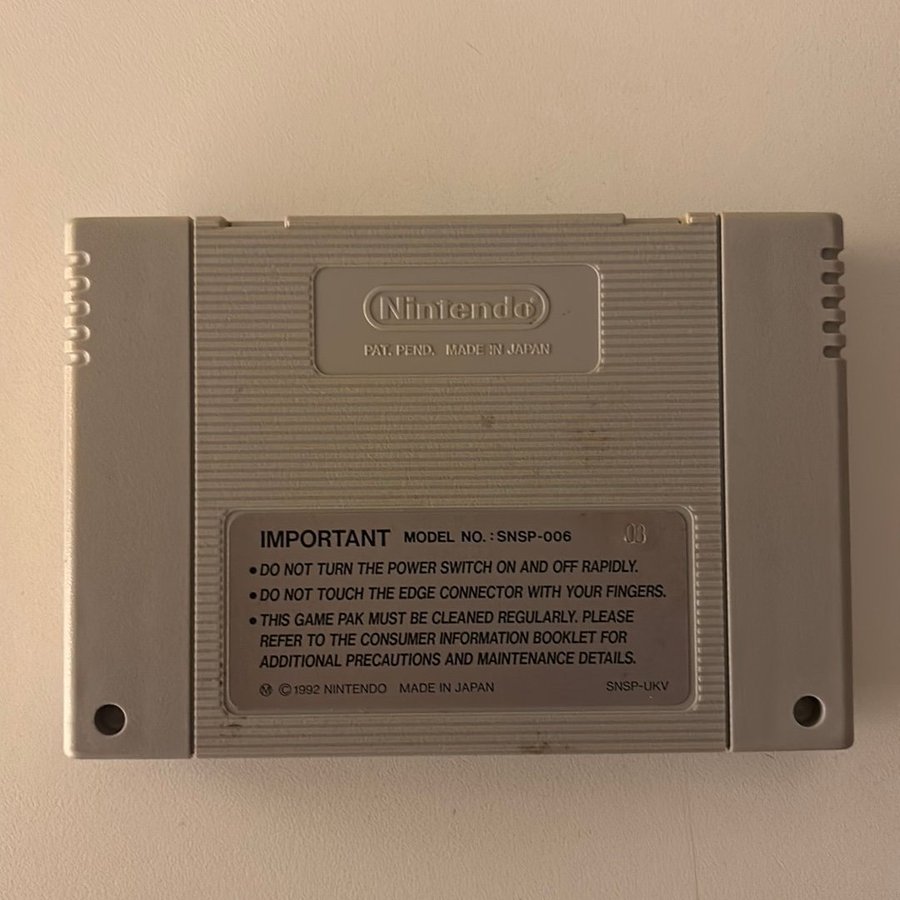 Nintendo®
PAT. PEND. MADE IN JAPAN
IMPORTANT MODEL NO. : SNSP-006 03
• DO NOT TURN THE POWER SWITCH ON AND OFF RAPIDLY.
• DO NOT TOUCH THE EDGE CONNECTOR WITH YOUR FINGERS.
• THIS GAME PAK MUST BE CLEANED REGULARLY. PLEASE
REFER TO THE CONSUMER INFORMATION BOOKLET FOR
ADDITIONAL PRECAUTIONS AND MAINTENANCE DETAILS.
Ⓜ ©1992 NINTENDO MADE IN JAPAN SNSP-UKV